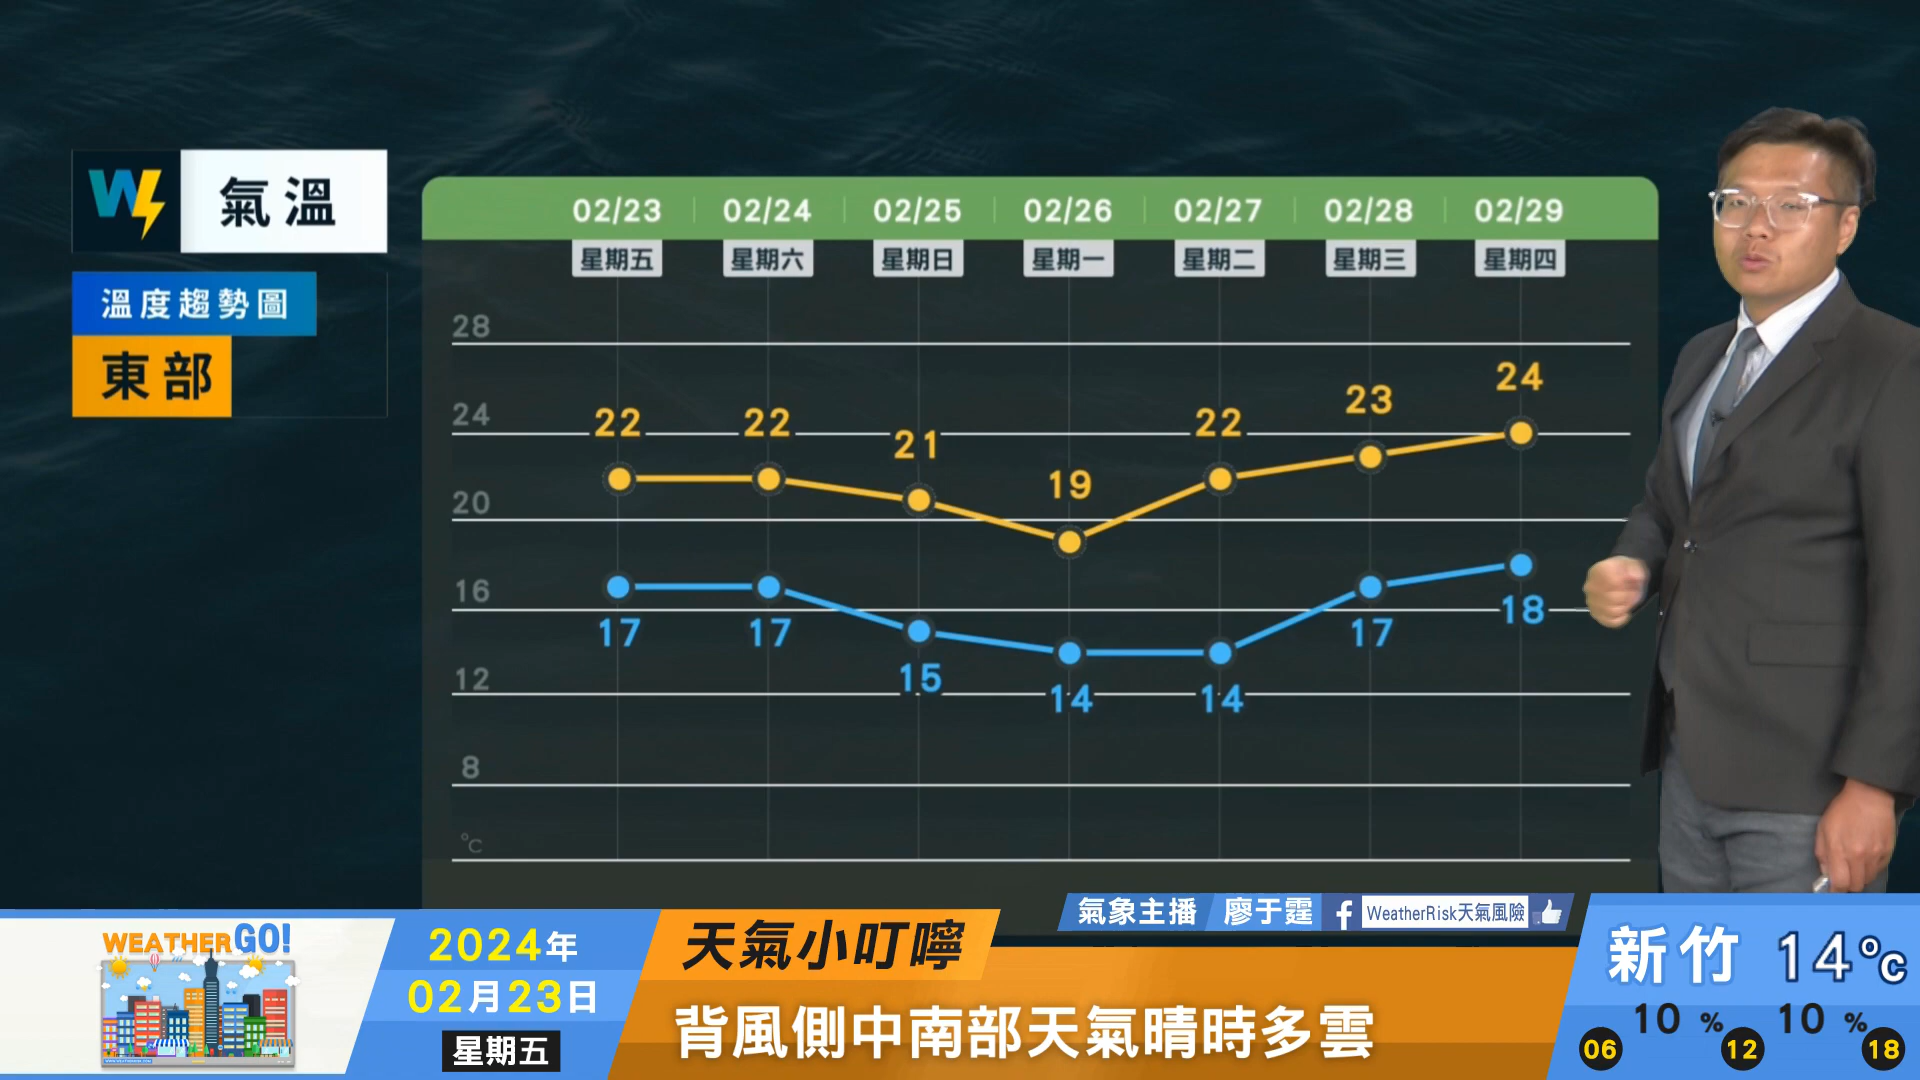 氣溫
溫度趨勢圖
東部
02/23 02/24 02/25 02/26 02/27 02/28 02/29
星期五 星期六 星期日 星期一 星期二 星期三 星期四
28
24
20
16
12
8
°C
22 22 21 19 22 23 24
17 17 15 14 14 17 18
氣象主播 廖于霆 f WeatherRisk天氣風險
WEATHER GO!
2024年
02月23日
星期五
天氣小叮嚀
背風側中南部天氣晴時多雲
新竹 14°C
10 % 10 %
06 12 18